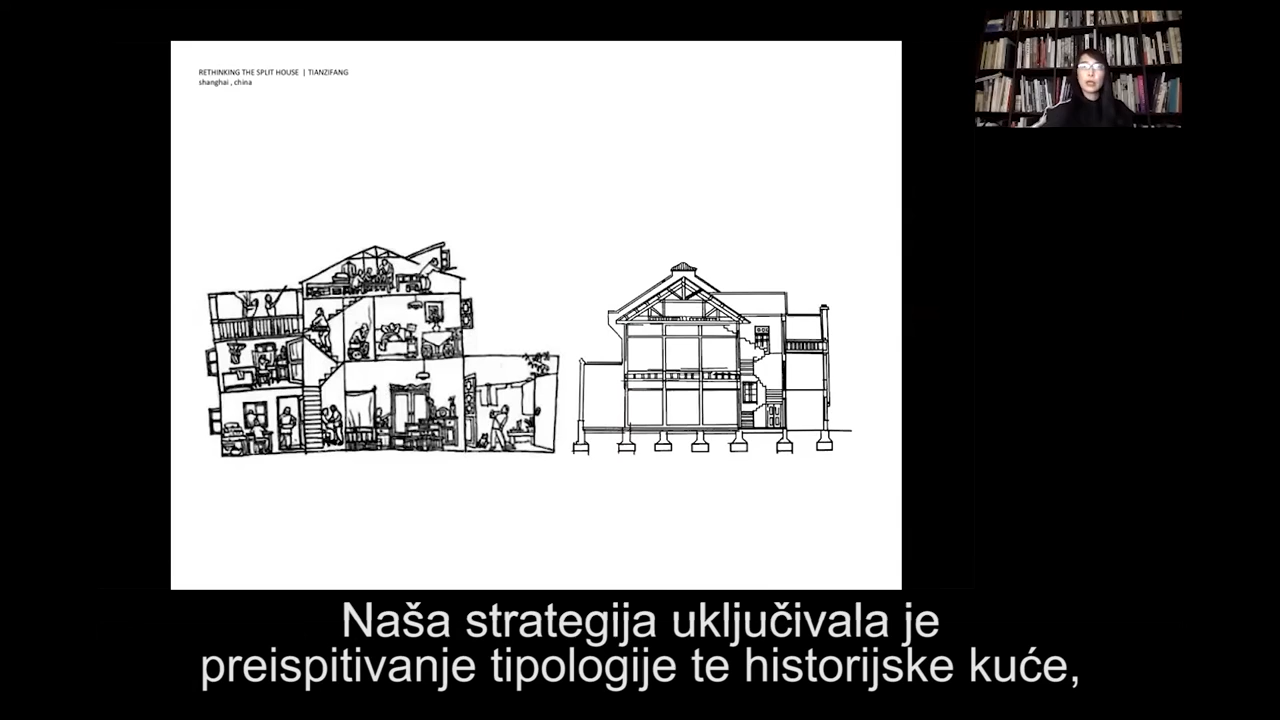 RETHINKING THE SPLIT HOUSE | TIANZIFANG
shanghai , china
Naša strategija uključivala je
preispitivanje tipologije te historijske kuće,